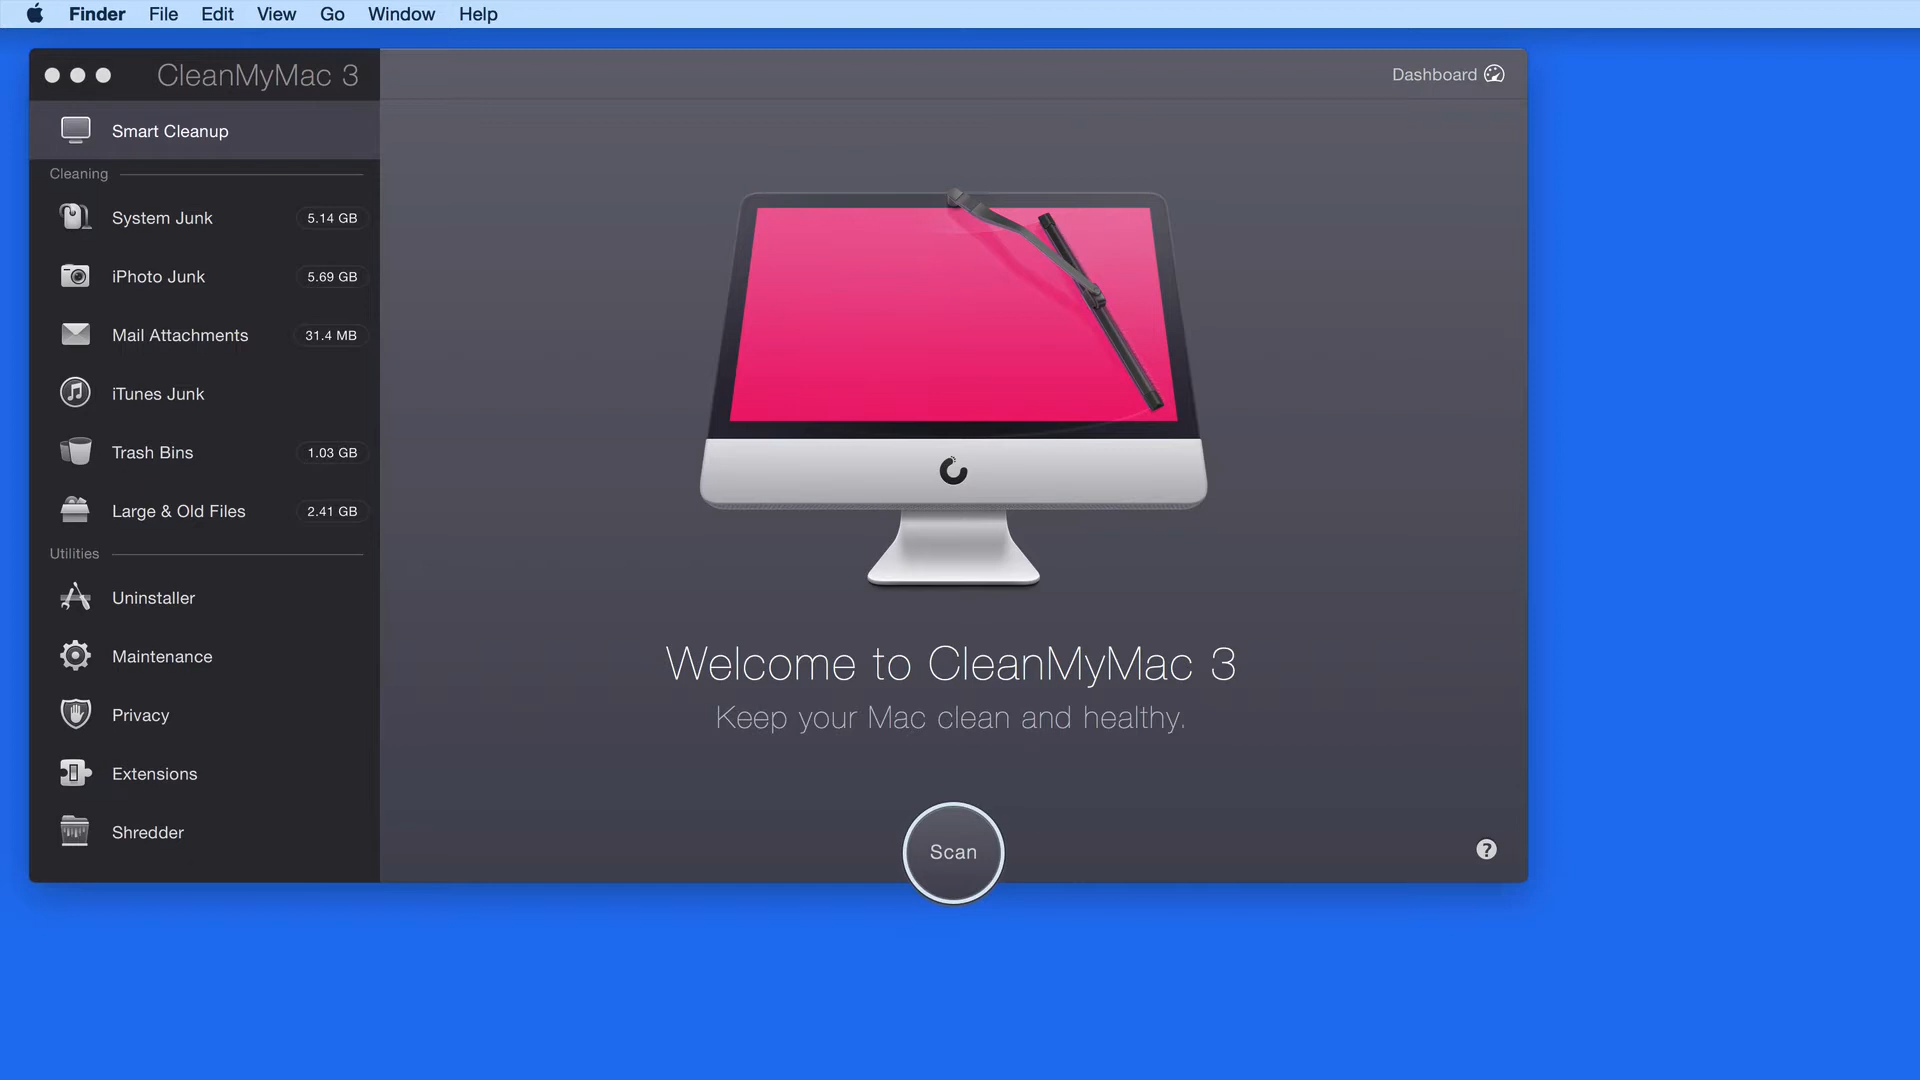 Finder File Edit View Go Window Help
CleanMyMac 3
Dashboard
Smart Cleanup
Cleaning
System Junk 5.14 GB
iPhoto Junk 5.69 GB
Mail Attachments 31.4 MB
iTunes Junk
Trash Bins 1.03 GB
Large & Old Files 2.41 GB
Utilities
Uninstaller
Maintenance
Privacy
Extensions
Shredder
Welcome to CleanMyMac 3
Keep your Mac clean and healthy.
Scan
?